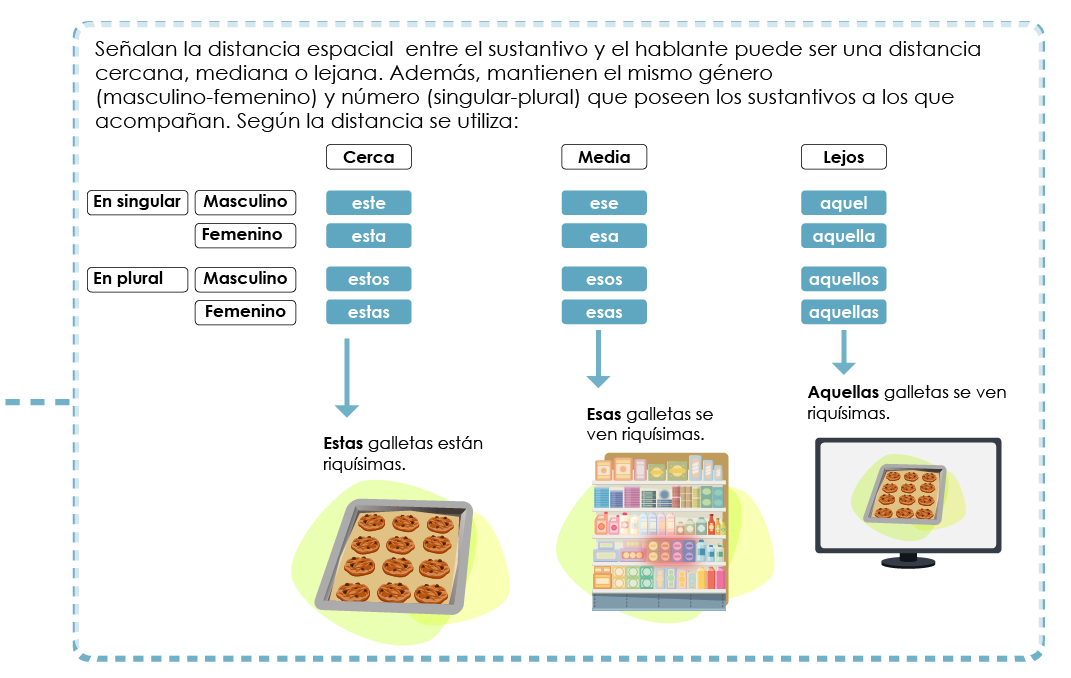 Señalan la distancia espacial entre el sustantivo y el hablante puede ser una distancia
cercana, mediana o lejana. Además, mantienen el mismo género
(masculino-femenino) y número (singular-plural) que poseen los sustantivos a los que
acompañan. Según la distancia se utiliza:
Cerca Media Lejos
En singular Masculino este ese aquel
Femenino esta esa aquella
En plural Masculino estos esos aquellos
Femenino estas esas aquellas
Estas galletas están
riquísimas.
Esas galletas se
ven riquísimas.
Aquellas galletas se ven
riquísimas.